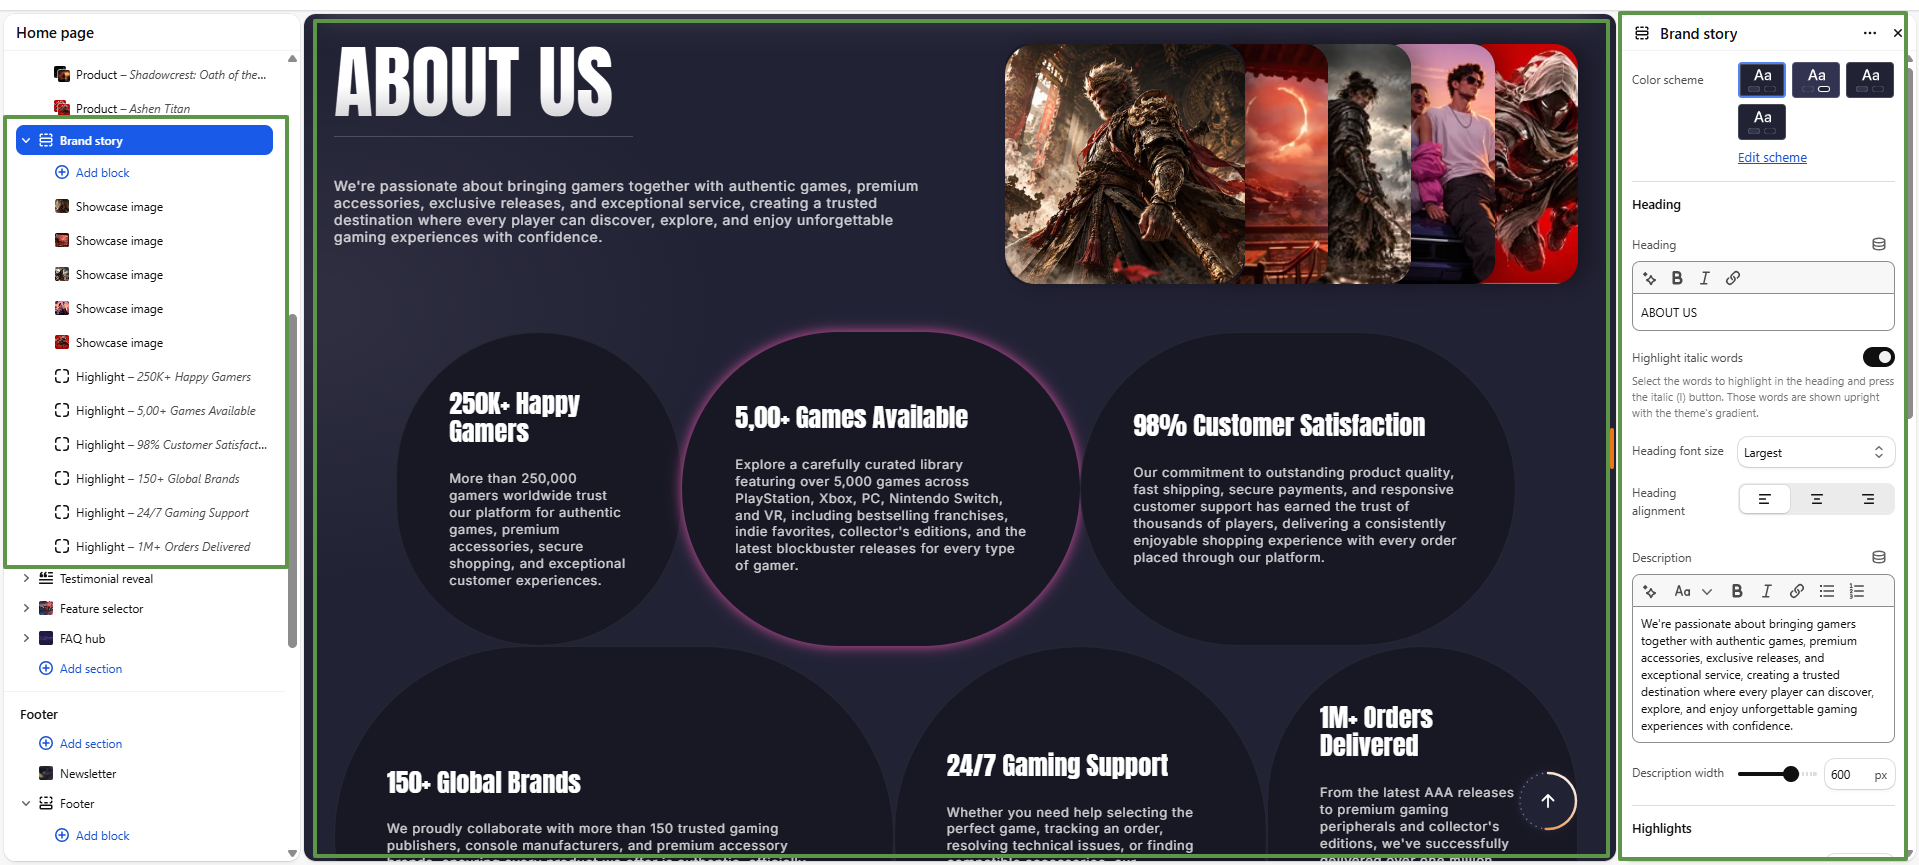 Home page
Product – Shadowcrest: Oath of the...
Product – Ashen Titan
Brand story
Add block
Showcase image
Showcase image
Showcase image
Showcase image
Showcase image
Highlight – 250K+ Happy Gamers
Highlight – 5,00+ Games Available
Highlight – 98% Customer Satisfact...
Highlight – 150+ Global Brands
Highlight – 24/7 Gaming Support
Highlight – 1M+ Orders Delivered
Testimonial reveal
Feature selector
FAQ hub
Add section
Footer
Add section
Newsletter
Footer
Add block
ABOUT US
We're passionate about bringing gamers together with authentic games, premium
accessories, exclusive releases, and exceptional service, creating a trusted
destination where every player can discover, explore, and enjoy unforgettable
gaming experiences with confidence.
250K+ Happy
Gamers
More than 250,000
gamers worldwide trust
our platform for authentic
games, premium
accessories, secure
shopping, and exceptional
customer experiences.
5,00+ Games Available
Explore a carefully curated library
featuring over 5,000 games across
PlayStation, Xbox, PC, Nintendo Switch,
and VR, including bestselling franchises,
indie favorites, collector's editions, and the
latest blockbuster releases for every type
of gamer.
98% Customer Satisfaction
Our commitment to outstanding product quality,
fast shipping, secure payments, and responsive
customer support has earned the trust of
thousands of players, delivering a consistently
enjoyable shopping experience with every order
placed through our platform.
150+ Global Brands
We proudly collaborate with more than 150 trusted gaming
publishers, console manufacturers, and premium accessory
24/7 Gaming Support
Whether you need help selecting the
perfect game, tracking an order,
resolving technical issues, or finding
1M+ Orders
Delivered
From the latest AAA releases
to premium gaming
peripherals and collector's
editions, we've successfully
delivered over one million
Brand story
Color scheme
Aa
Aa
Aa
Aa
Edit scheme
Heading
Heading
B I
ABOUT US
Highlight italic words
Select the words to highlight in the heading and press
the italic (I) button. Those words are shown upright
with the theme's gradient.
Heading font size
Largest
Heading
alignment
Description
Aa B I
We're passionate about bringing gamers
together with authentic games, premium
accessories, exclusive releases, and
exceptional service, creating a trusted
destination where every player can discover,
explore, and enjoy unforgettable gaming
experiences with confidence.
Description width
600 px
Highlights